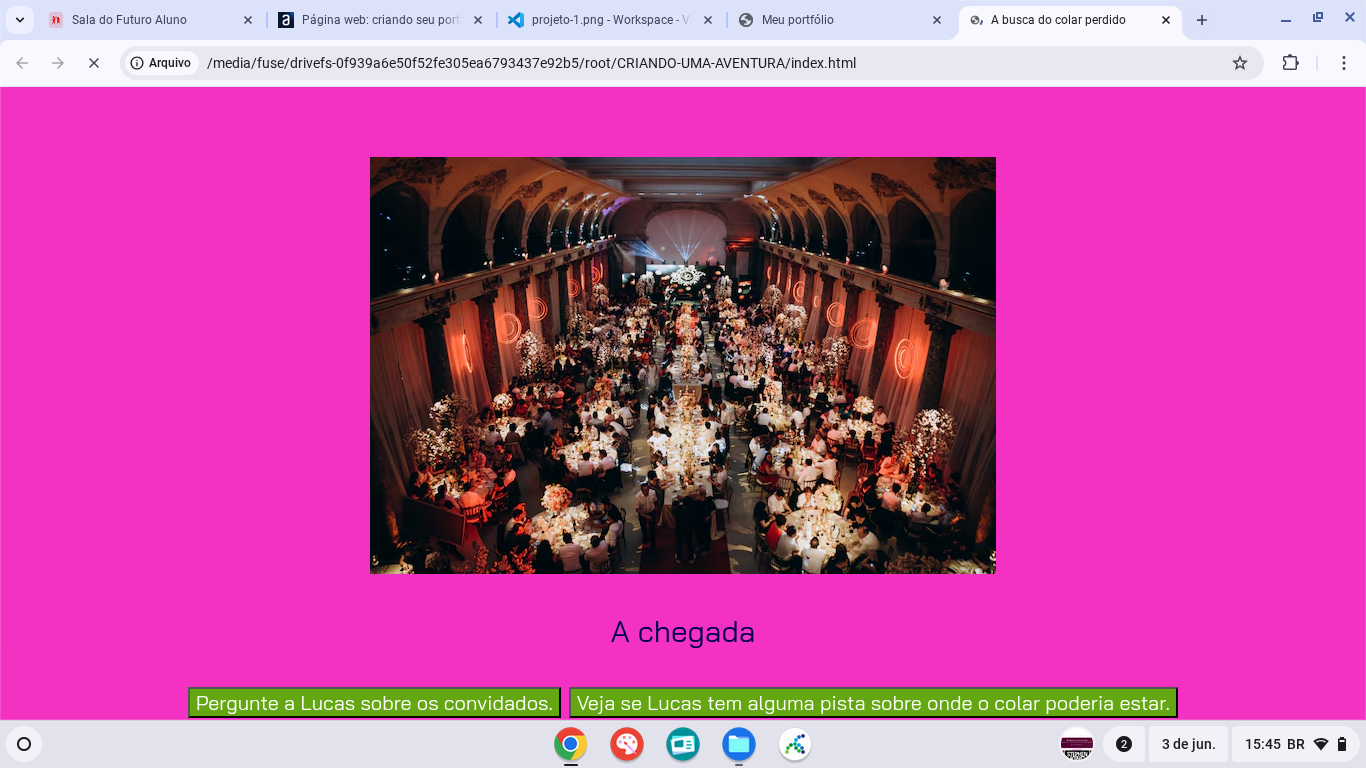 Sala do Futuro Aluno
Página web: criando seu port
projeto-1.png - Workspace - V
Meu portfólio
A busca do colar perdido
Arquivo
/media/fuse/drivefs-0f939a6e50f52fe305ea6793437e92b5/root/CRIANDO-UMA-AVENTURA/index.html
A chegada
Pergunte a Lucas sobre os convidados.
Veja se Lucas tem alguma pista sobre onde o colar poderia estar.
2
3 de jun.
15:45 BR